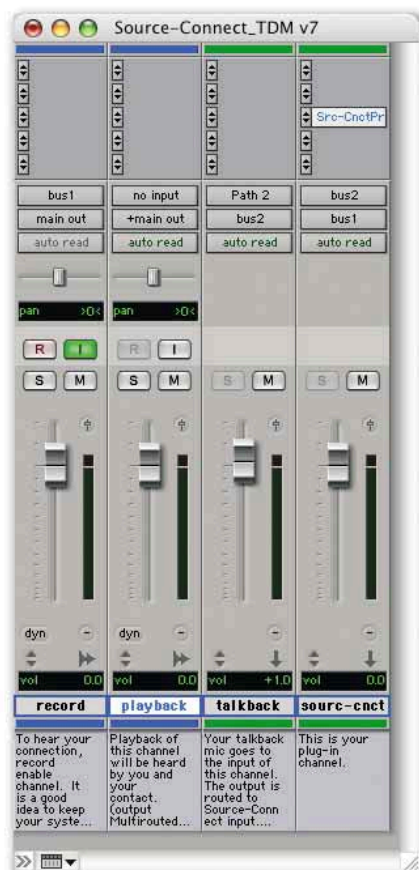 Source-Connect_TDM v7
Src-CnctPr
bus1
no input
Path 2
bus2
main out
+main out
bus2
bus1
auto read
auto read
auto read
auto read
pan >0<
pan >0<
R I
R I
S M
S M
S M
S M
dyn
dyn
vol 0.0
vol 0.0
vol +1.0
vol 0.0
record
playback
talkback
sourc-cnct
To hear your
connection,
record
enable
channel. It
is a good
idea to keep
your syste...
Playback of
this channel
will be heard
by you and
your
contact.
(output
Multirouted...
Your talkback
mic goes to
the input of
this channel.
The output is
routed to
Source-Conn
ect input....
This is your
plug-in
channel.